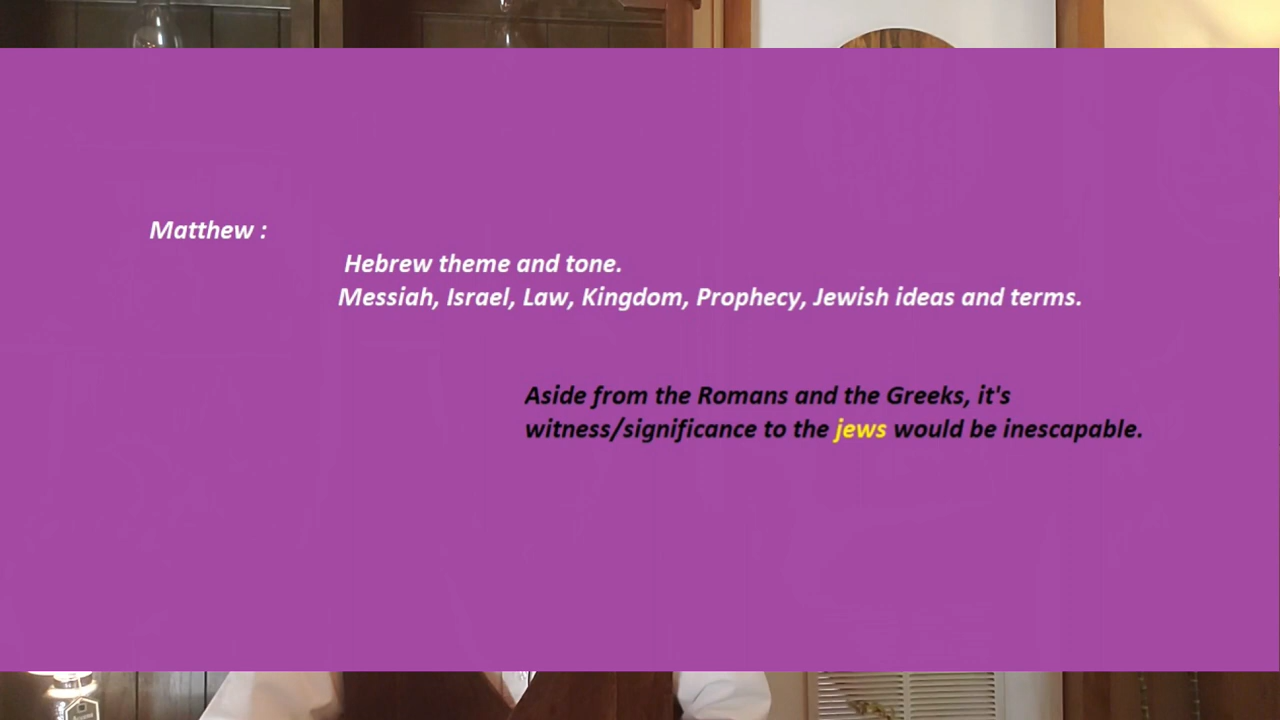 Matthew :
Hebrew theme and tone.
Messiah, Israel, Law, Kingdom, Prophecy, Jewish ideas and terms.
Aside from the Romans and the Greeks, it's
witness/significance to the jews would be inescapable.